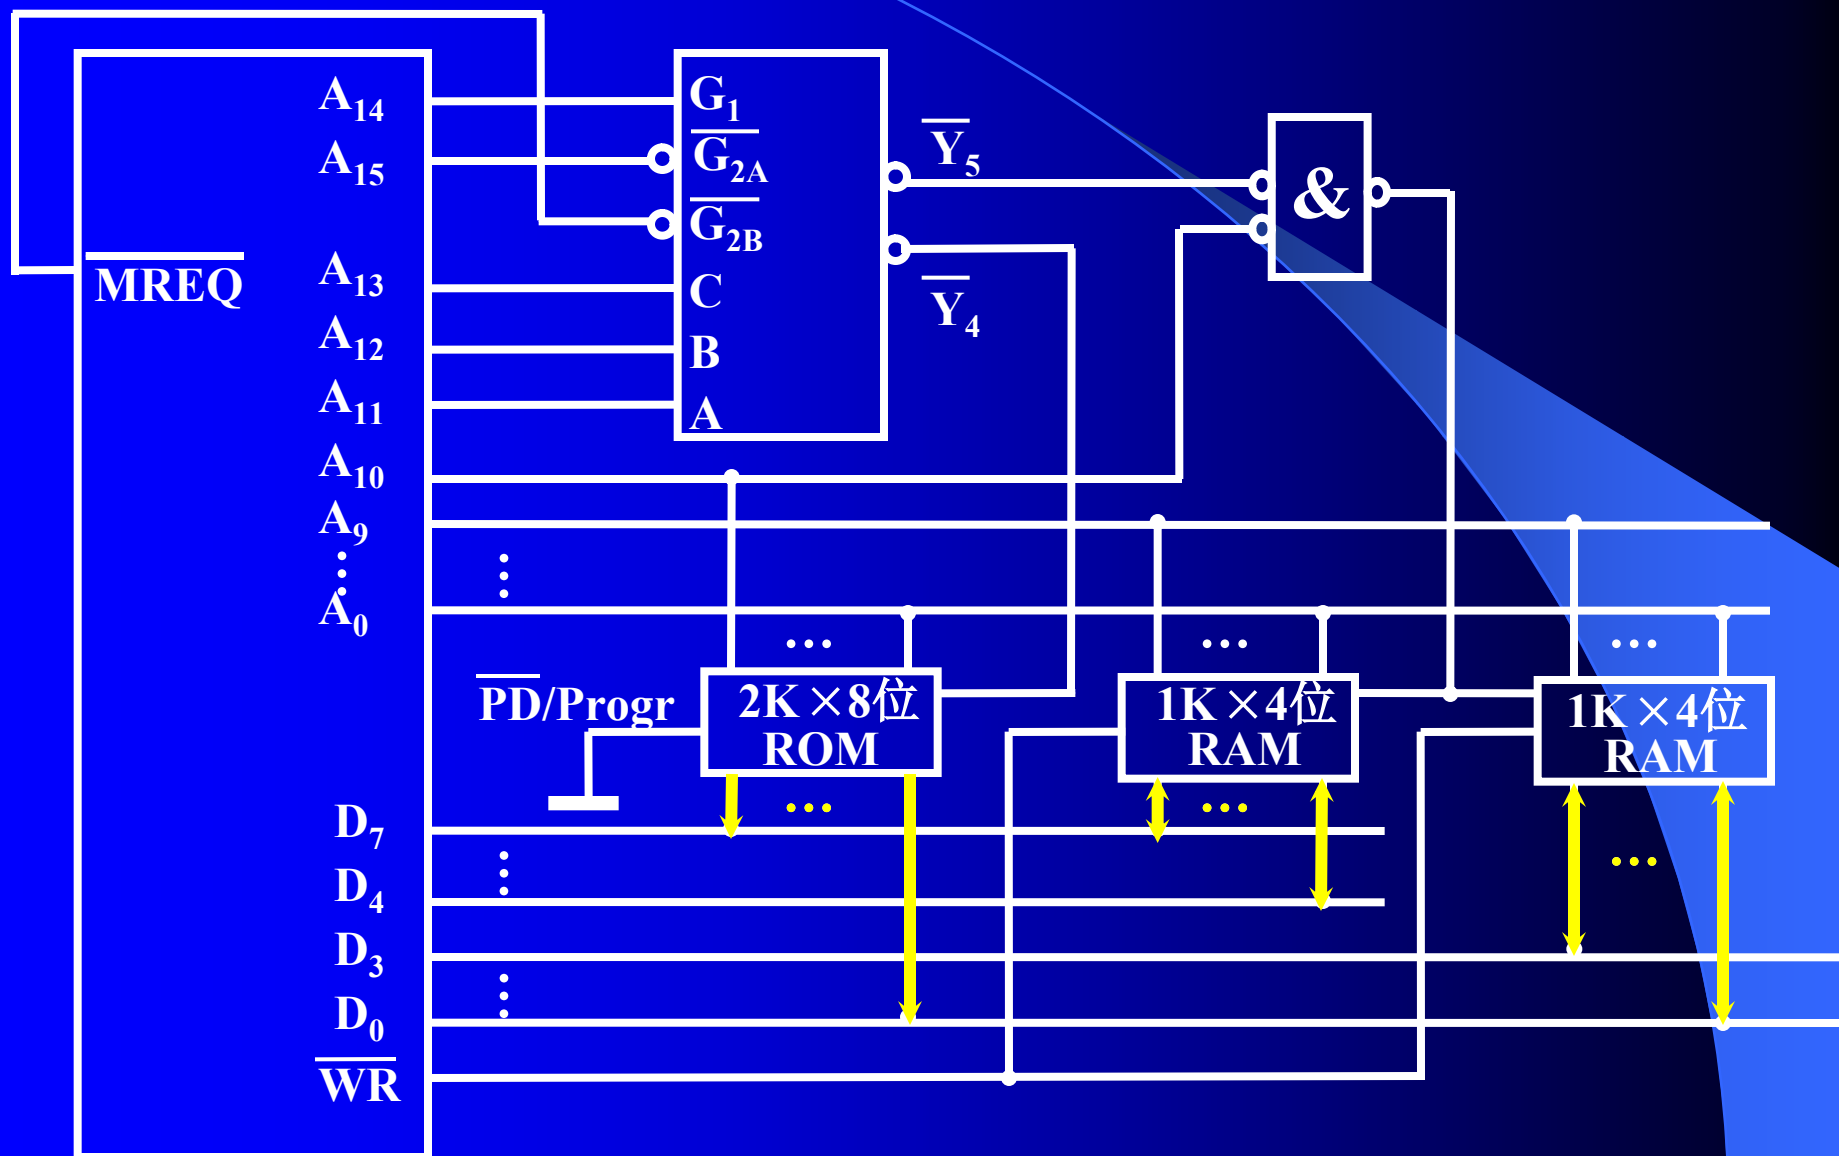 A14
A15
MREQ
A13
A12
A11
A10
A9
A0
G1
G2A
G2B
C
B
A
Y5
Y4
&
PD/Progr
2K×8位
ROM
1K×4位
RAM
1K×4位
RAM
D7
D4
D3
D0
WR